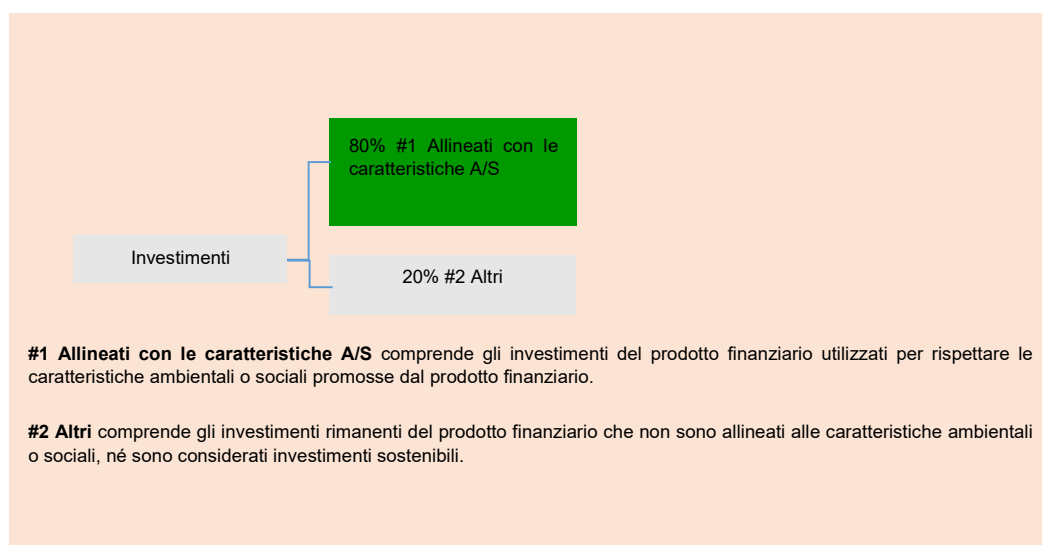 80% #1 Allineati con le
caratteristiche A/S
Investimenti
20% #2 Altri
#1 Allineati con le caratteristiche A/S comprende gli investimenti del prodotto finanziario utilizzati per rispettare le
caratteristiche ambientali o sociali promosse dal prodotto finanziario.
#2 Altri comprende gli investimenti rimanenti del prodotto finanziario che non sono allineati alle caratteristiche ambientali
o sociali, né sono considerati investimenti sostenibili.